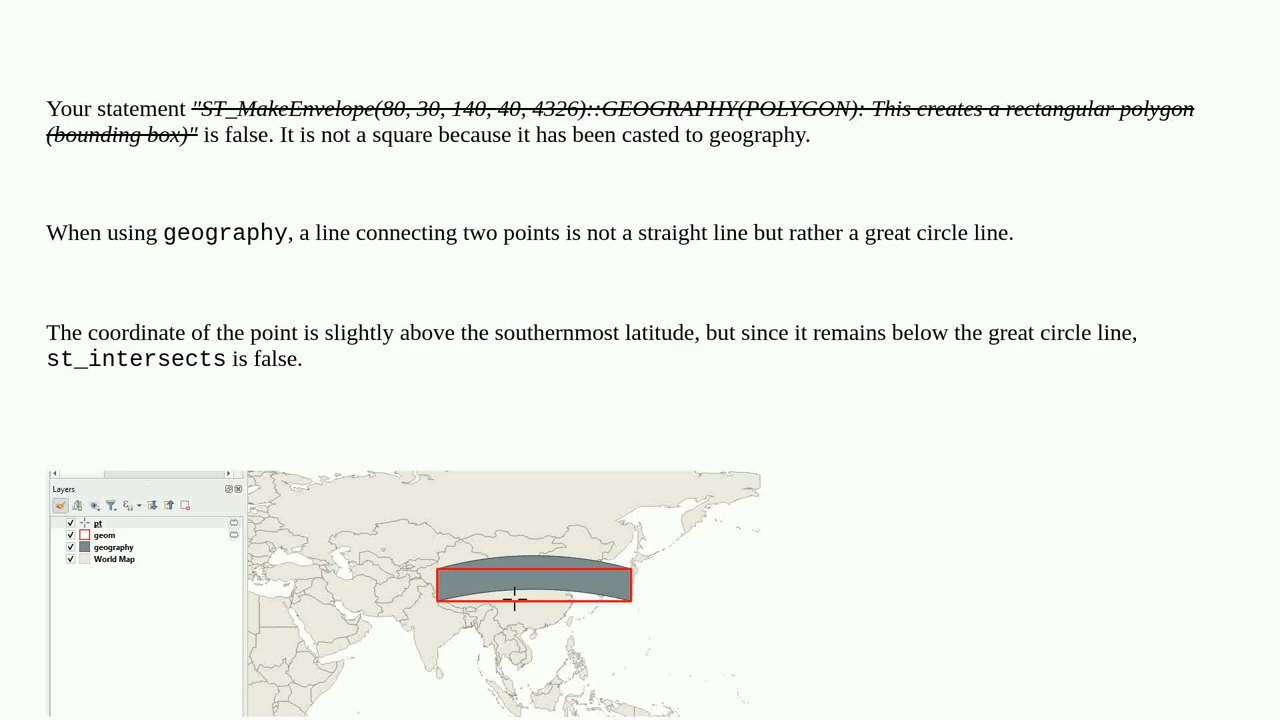 Your statement "ST_MakeEnvelope(80, 30, 140, 40, 4326)::GEOGRAPHY(POLYGON): This creates a rectangular polygon
(bounding box)" is false. It is not a square because it has been casted to geography.
When using geography, a line connecting two points is not a straight line but rather a great circle line.
The coordinate of the point is slightly above the southernmost latitude, but since it remains below the great circle line,
st_intersects is false.
Layers
pt
geom
geography
World Map